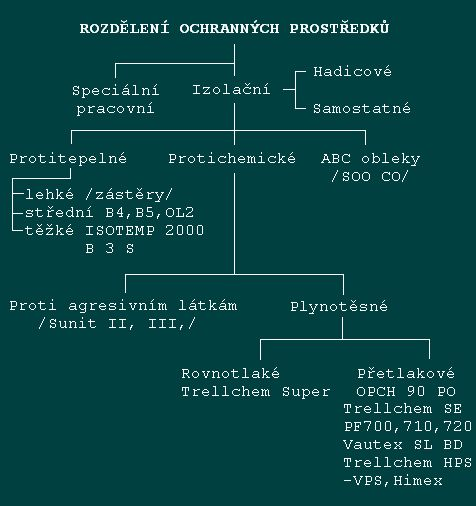 ROZDĚLENÍ OCHRANNÝCH PROSTŘEDKŮ
Speciální
pracovní
Izolační
Hadicové
Samostatné
Protitepelné
lehké /zástěry/
střední B4,B5,OL2
těžké ISOTEMP 2000
B 3 S
Protichemické
ABC obleky
/SOO CO/
Proti agresivním látkám
/Sunit II, III,/
Plynotěsné
Rovnotlaké
Trellchem Super
Přetlakové
OPCH 90 PO
Trellchem SE
PF700,710,720
Vautex SL BD
Trellchem HPS
-VPS,Himex